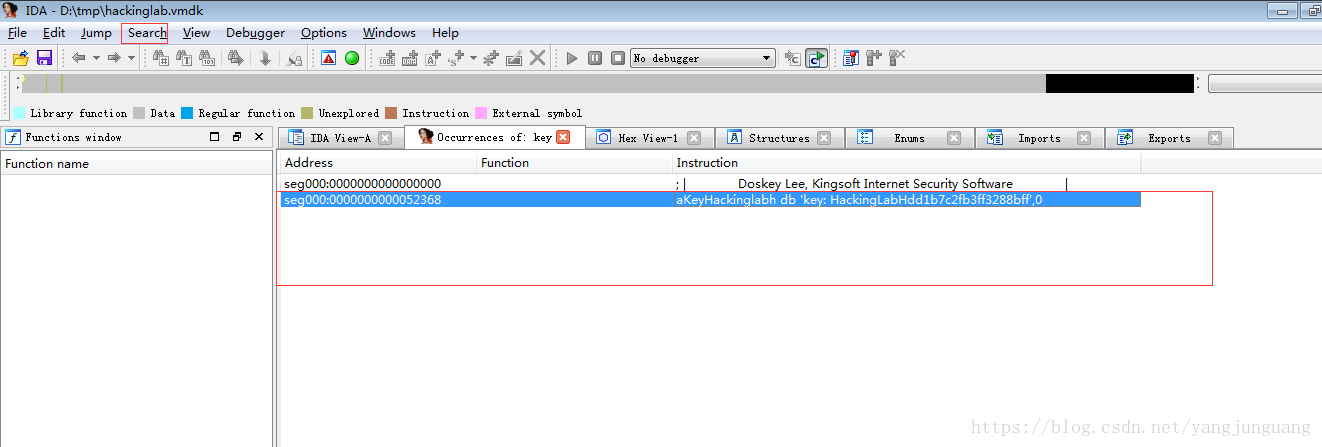 IDA - D:\tmp\hackinglab.vmdk
File Edit Jump Search View Debugger Options Windows Help
No debugger
Library function Data Regular function Unexplored Instruction External symbol
Functions window IDA View-A Occurrences of: key Hex View-1 Structures Enums Imports Exports
Function name Address Function Instruction
seg000:0000000000000000 ; | Doskey Lee, Kingsoft Internet Security Software |
seg000:0000000000052368 aKeyHackinglabh db 'key: HackingLabHdd1b7c2fb3ff3288bff',0
https://blog.csdn.net/yangjunguang